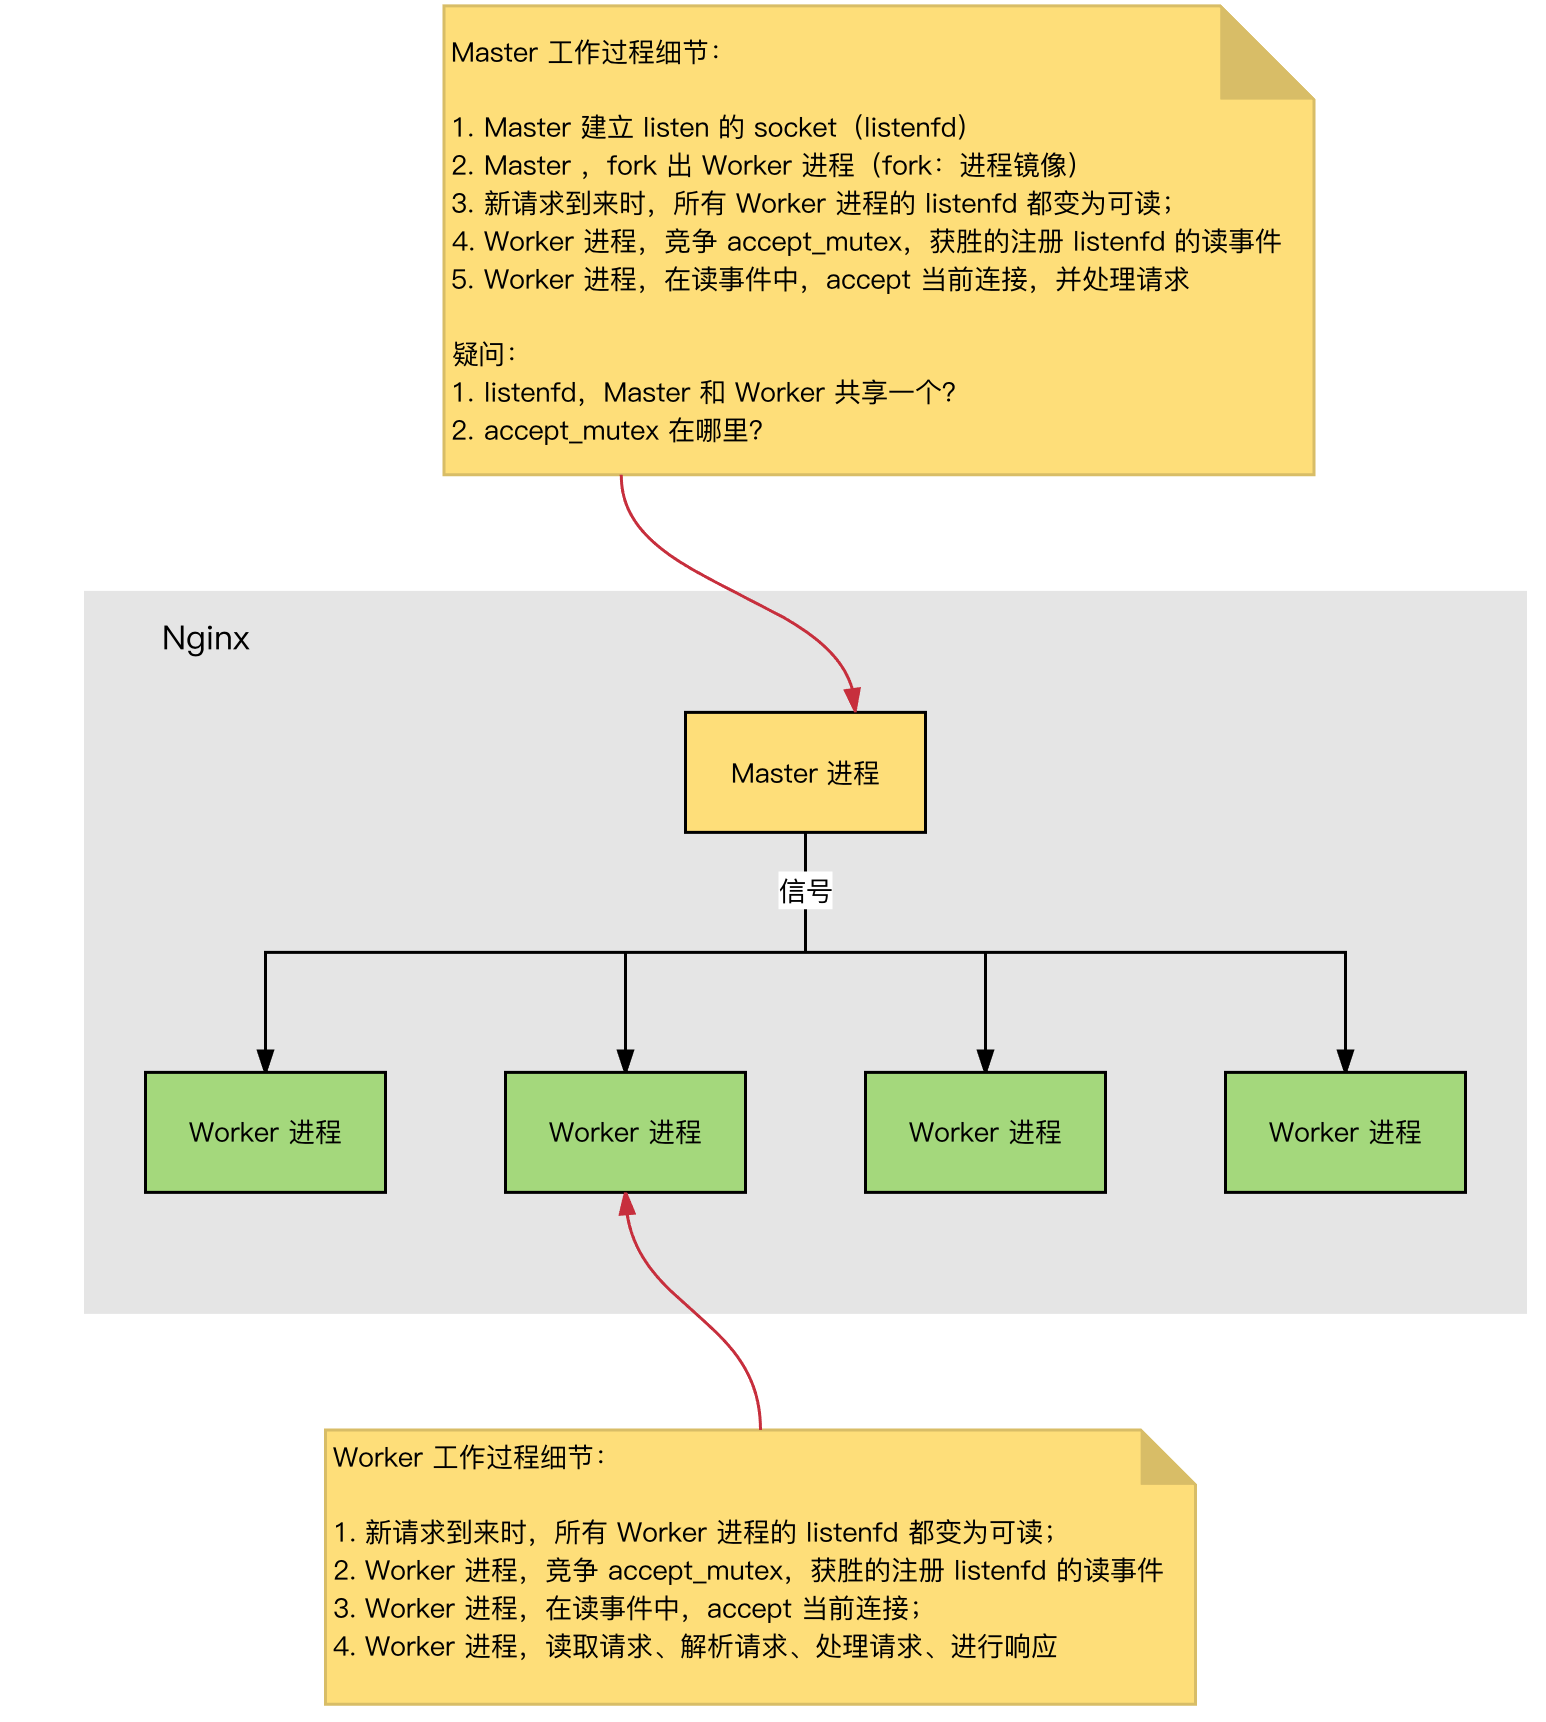 Master 工作过程细节：
1. Master 建立 listen 的 socket（listenfd）
2. Master ，fork 出 Worker 进程（fork：进程镜像）
3. 新请求到来时，所有 Worker 进程的 listenfd 都变为可读；
4. Worker 进程，竞争 accept_mutex，获胜的注册 listenfd 的读事件
5. Worker 进程，在读事件中，accept 当前连接，并处理请求
疑问：
1. listenfd，Master 和 Worker 共享一个？
2. accept_mutex 在哪里？
Nginx
Master 进程
信号
Worker 进程
Worker 进程
Worker 进程
Worker 进程
Worker 工作过程细节：
1. 新请求到来时，所有 Worker 进程的 listenfd 都变为可读；
2. Worker 进程，竞争 accept_mutex，获胜的注册 listenfd 的读事件
3. Worker 进程，在读事件中，accept 当前连接；
4. Worker 进程，读取请求、解析请求、处理请求、进行响应